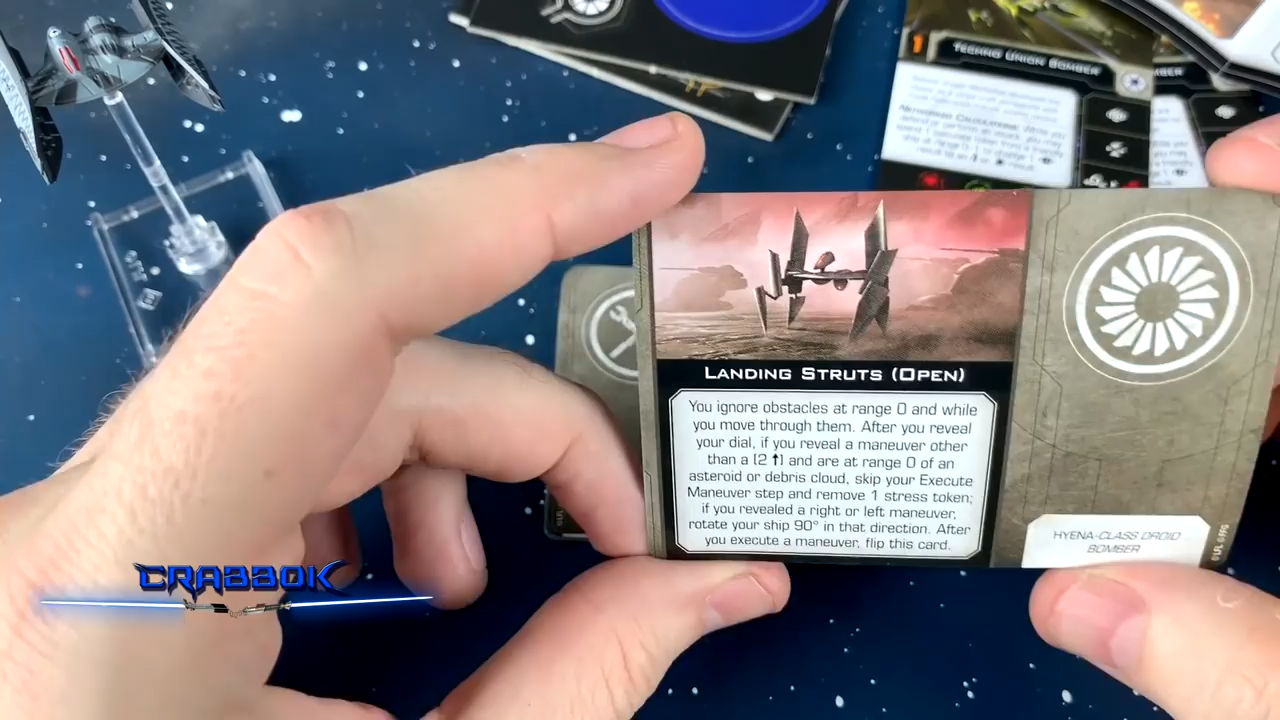 TECHNO UNION BOMBER
LANDING STRUTS (OPEN)
You ignore obstacles at range 0 and while
you move through them. After you reveal
your dial, if you reveal a maneuver other
than a [2 ⬆] and are at range 0 of an
asteroid or debris cloud, skip your Execute
Maneuver step and remove 1 stress token;
if you revealed a right or left maneuver,
rotate your ship 90° in that direction. After
you execute a maneuver, flip this card.
HYENA-CLASS DROID
BOMBER
©LFL ©FFG
CRABBOK